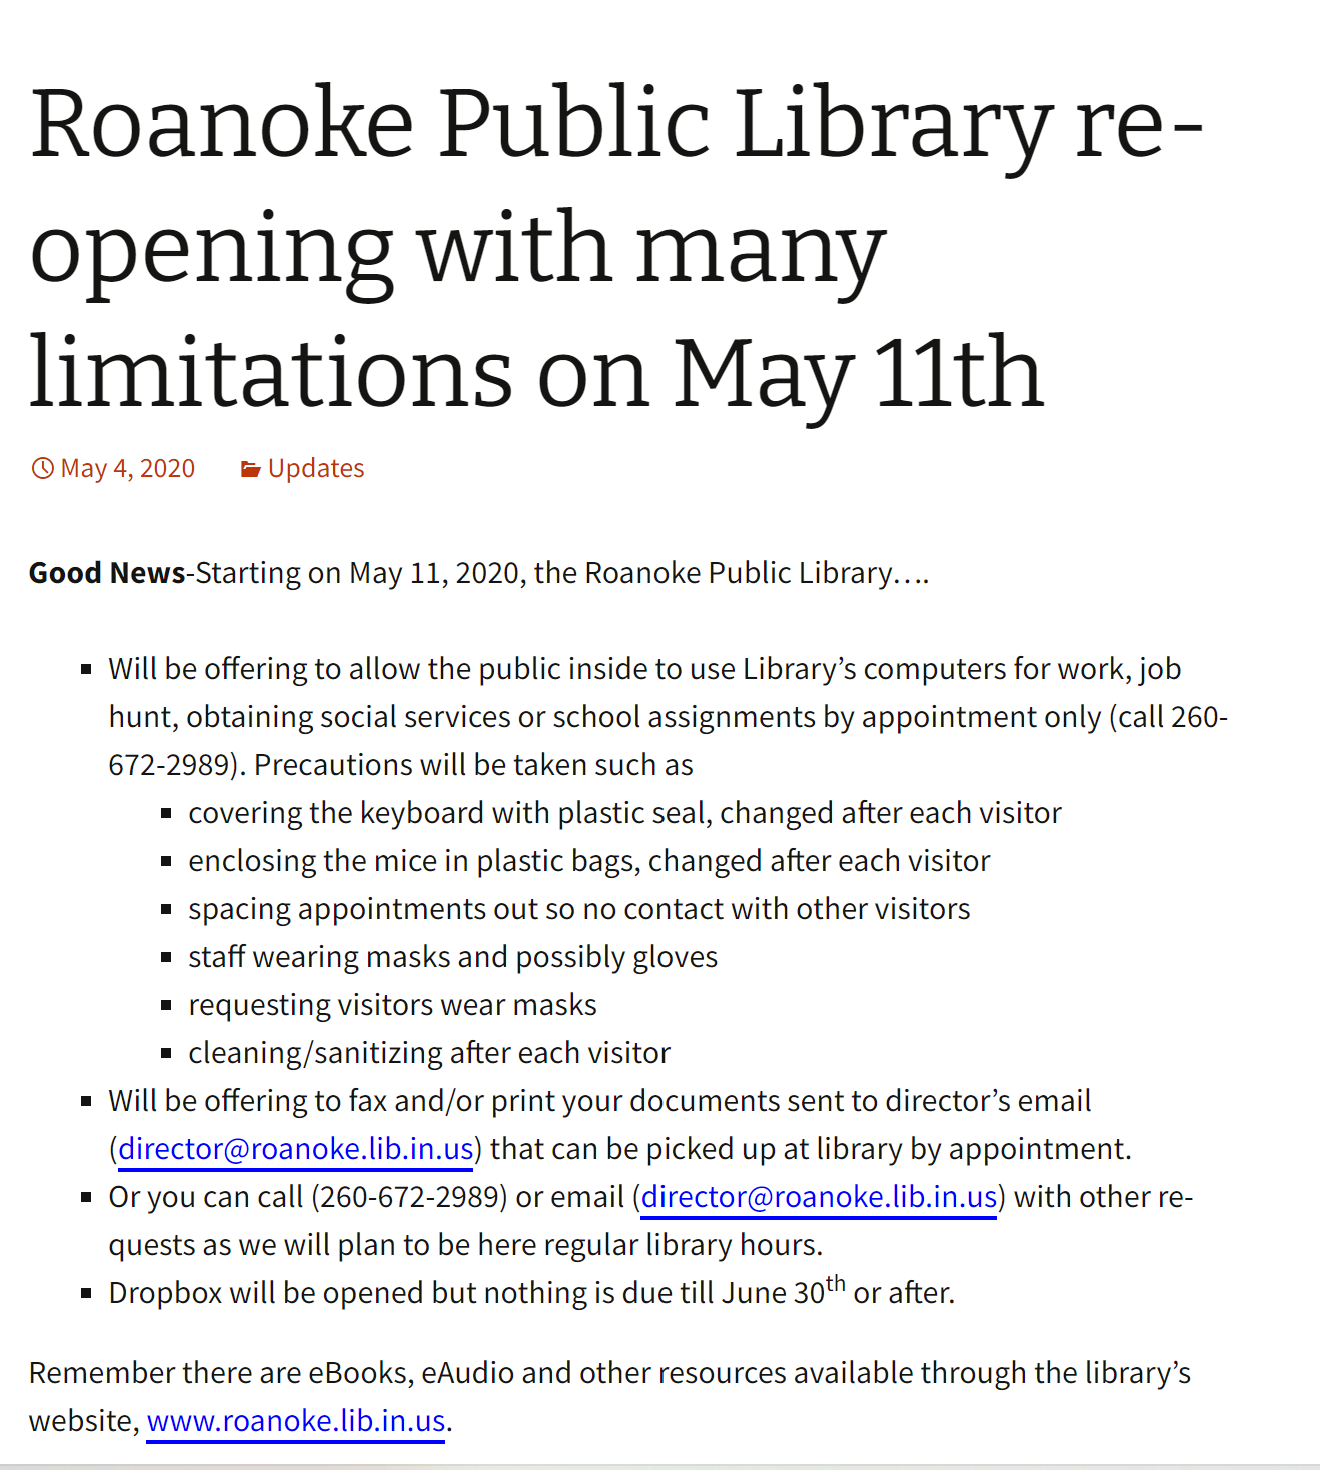 Roanoke Public Library re-
opening with many
limitations on May 11th
May 4, 2020 Updates
Good News-Starting on May 11, 2020, the Roanoke Public Library….
▪ Will be offering to allow the public inside to use Library’s computers for work, job
hunt, obtaining social services or school assignments by appointment only (call 260-
672-2989). Precautions will be taken such as
▪ covering the keyboard with plastic seal, changed after each visitor
▪ enclosing the mice in plastic bags, changed after each visitor
▪ spacing appointments out so no contact with other visitors
▪ staff wearing masks and possibly gloves
▪ requesting visitors wear masks
▪ cleaning/sanitizing after each visitor
▪ Will be offering to fax and/or print your documents sent to director’s email
(director@roanoke.lib.in.us) that can be picked up at library by appointment.
▪ Or you can call (260-672-2989) or email (director@roanoke.lib.in.us) with other re-
quests as we will plan to be here regular library hours.
▪ Dropbox will be opened but nothing is due till June 30th or after.
Remember there are eBooks, eAudio and other resources available through the library’s
website, www.roanoke.lib.in.us.